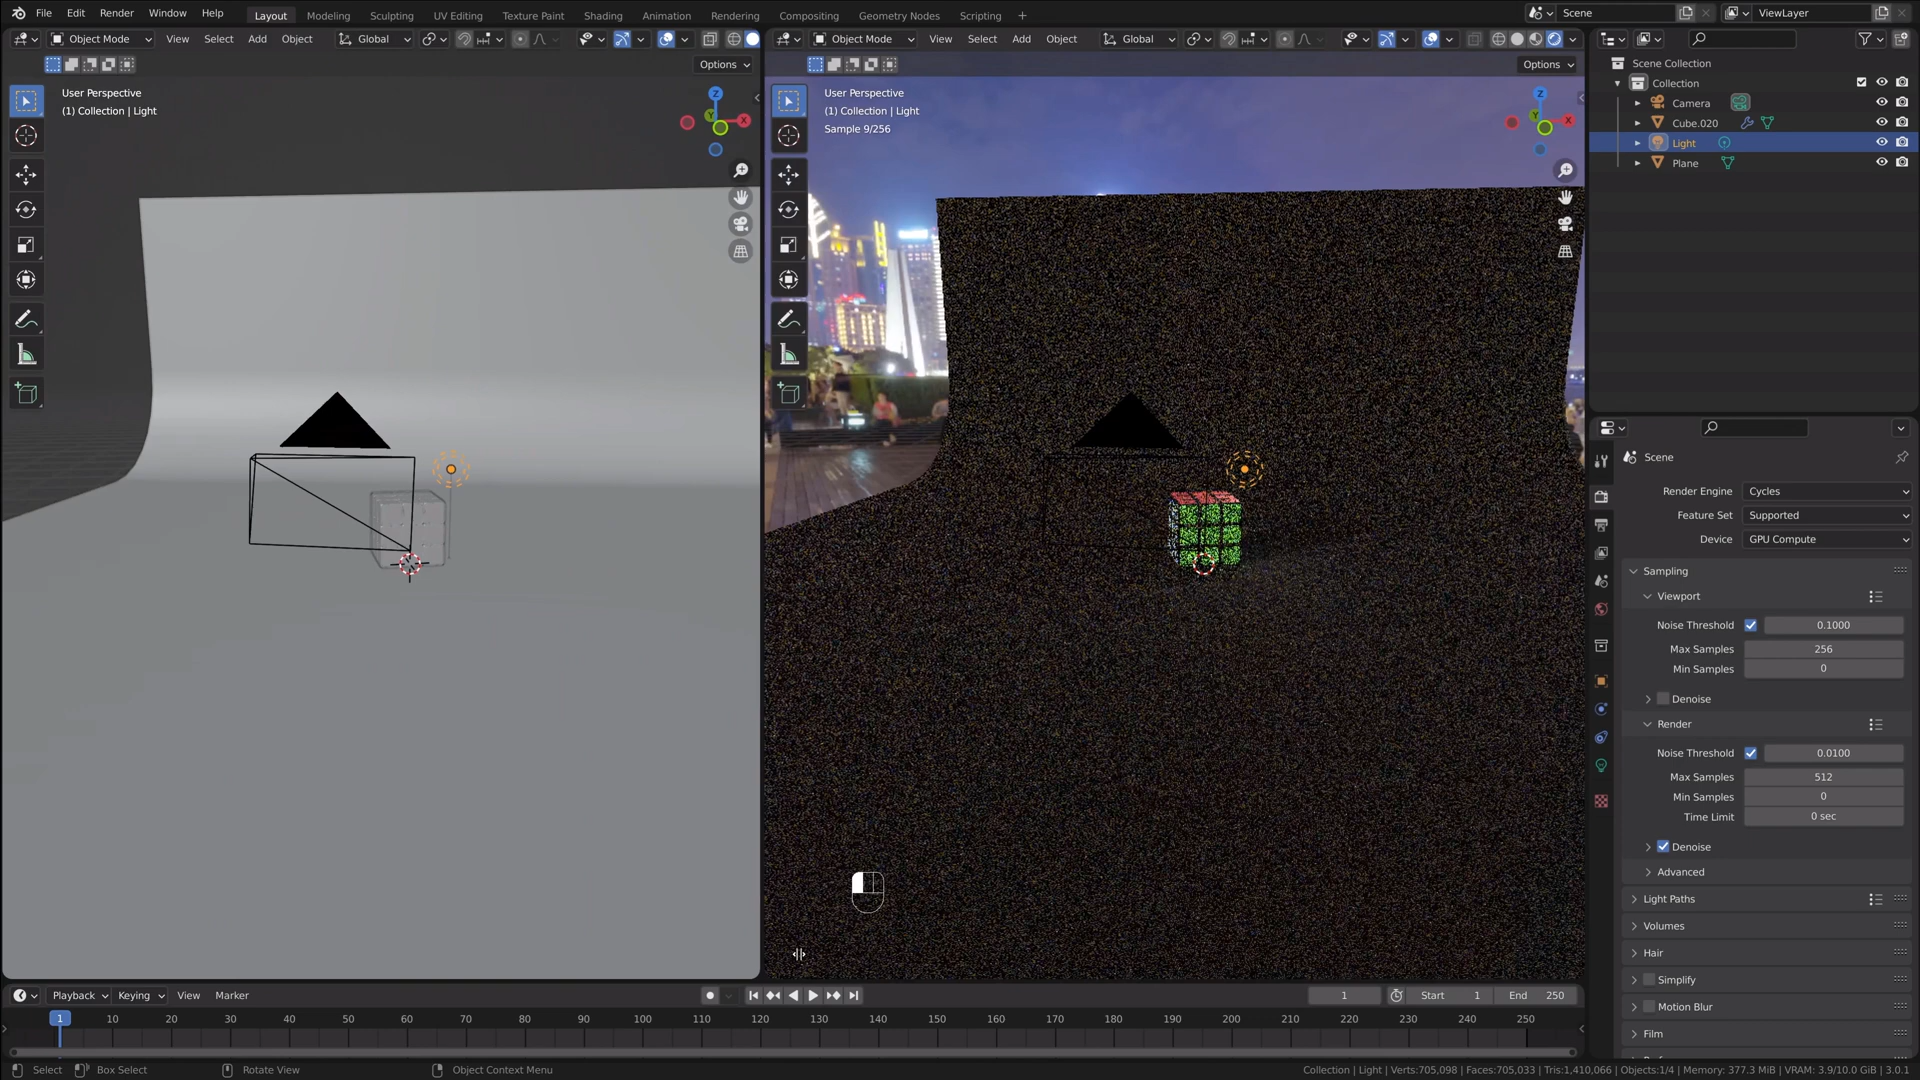 File Edit Render Window Help Layout Modeling Sculpting UV Editing Texture Paint Shading Animation Rendering Compositing Geometry Nodes Scripting + Scene ViewLayer
Object Mode View Select Add Object Global
Object Mode View Select Add Object Global
Options
Options
User Perspective
(1) Collection | Light
Z
X
Y
User Perspective
(1) Collection | Light
Sample 9/256
Z
X
Y
Scene Collection
Collection
Camera
Cube.020
Light
Plane
Scene
Render Engine Cycles
Feature Set Supported
Device GPU Compute
Sampling
Viewport
Noise Threshold 0.1000
Max Samples 256
Min Samples 0
Denoise
Render
Noise Threshold 0.0100
Max Samples 512
Min Samples 0
Time Limit 0 sec
Denoise
Advanced
Light Paths
Volumes
Hair
Simplify
Motion Blur
Film
Playback Keying View Marker 1 Start 1 End 250
1 10 20 30 40 50 60 70 80 90 100 110 120 130 140 150 160 170 180 190 200 210 220 230 240 250
Select Box Select Rotate View Object Context Menu Collection | Light | Verts:705,098 | Faces:705,033 | Tris:1,410,066 | Objects:1/4 | Memory: 377.3 MiB | VRAM: 3.9/10.0 GiB | 3.0.1